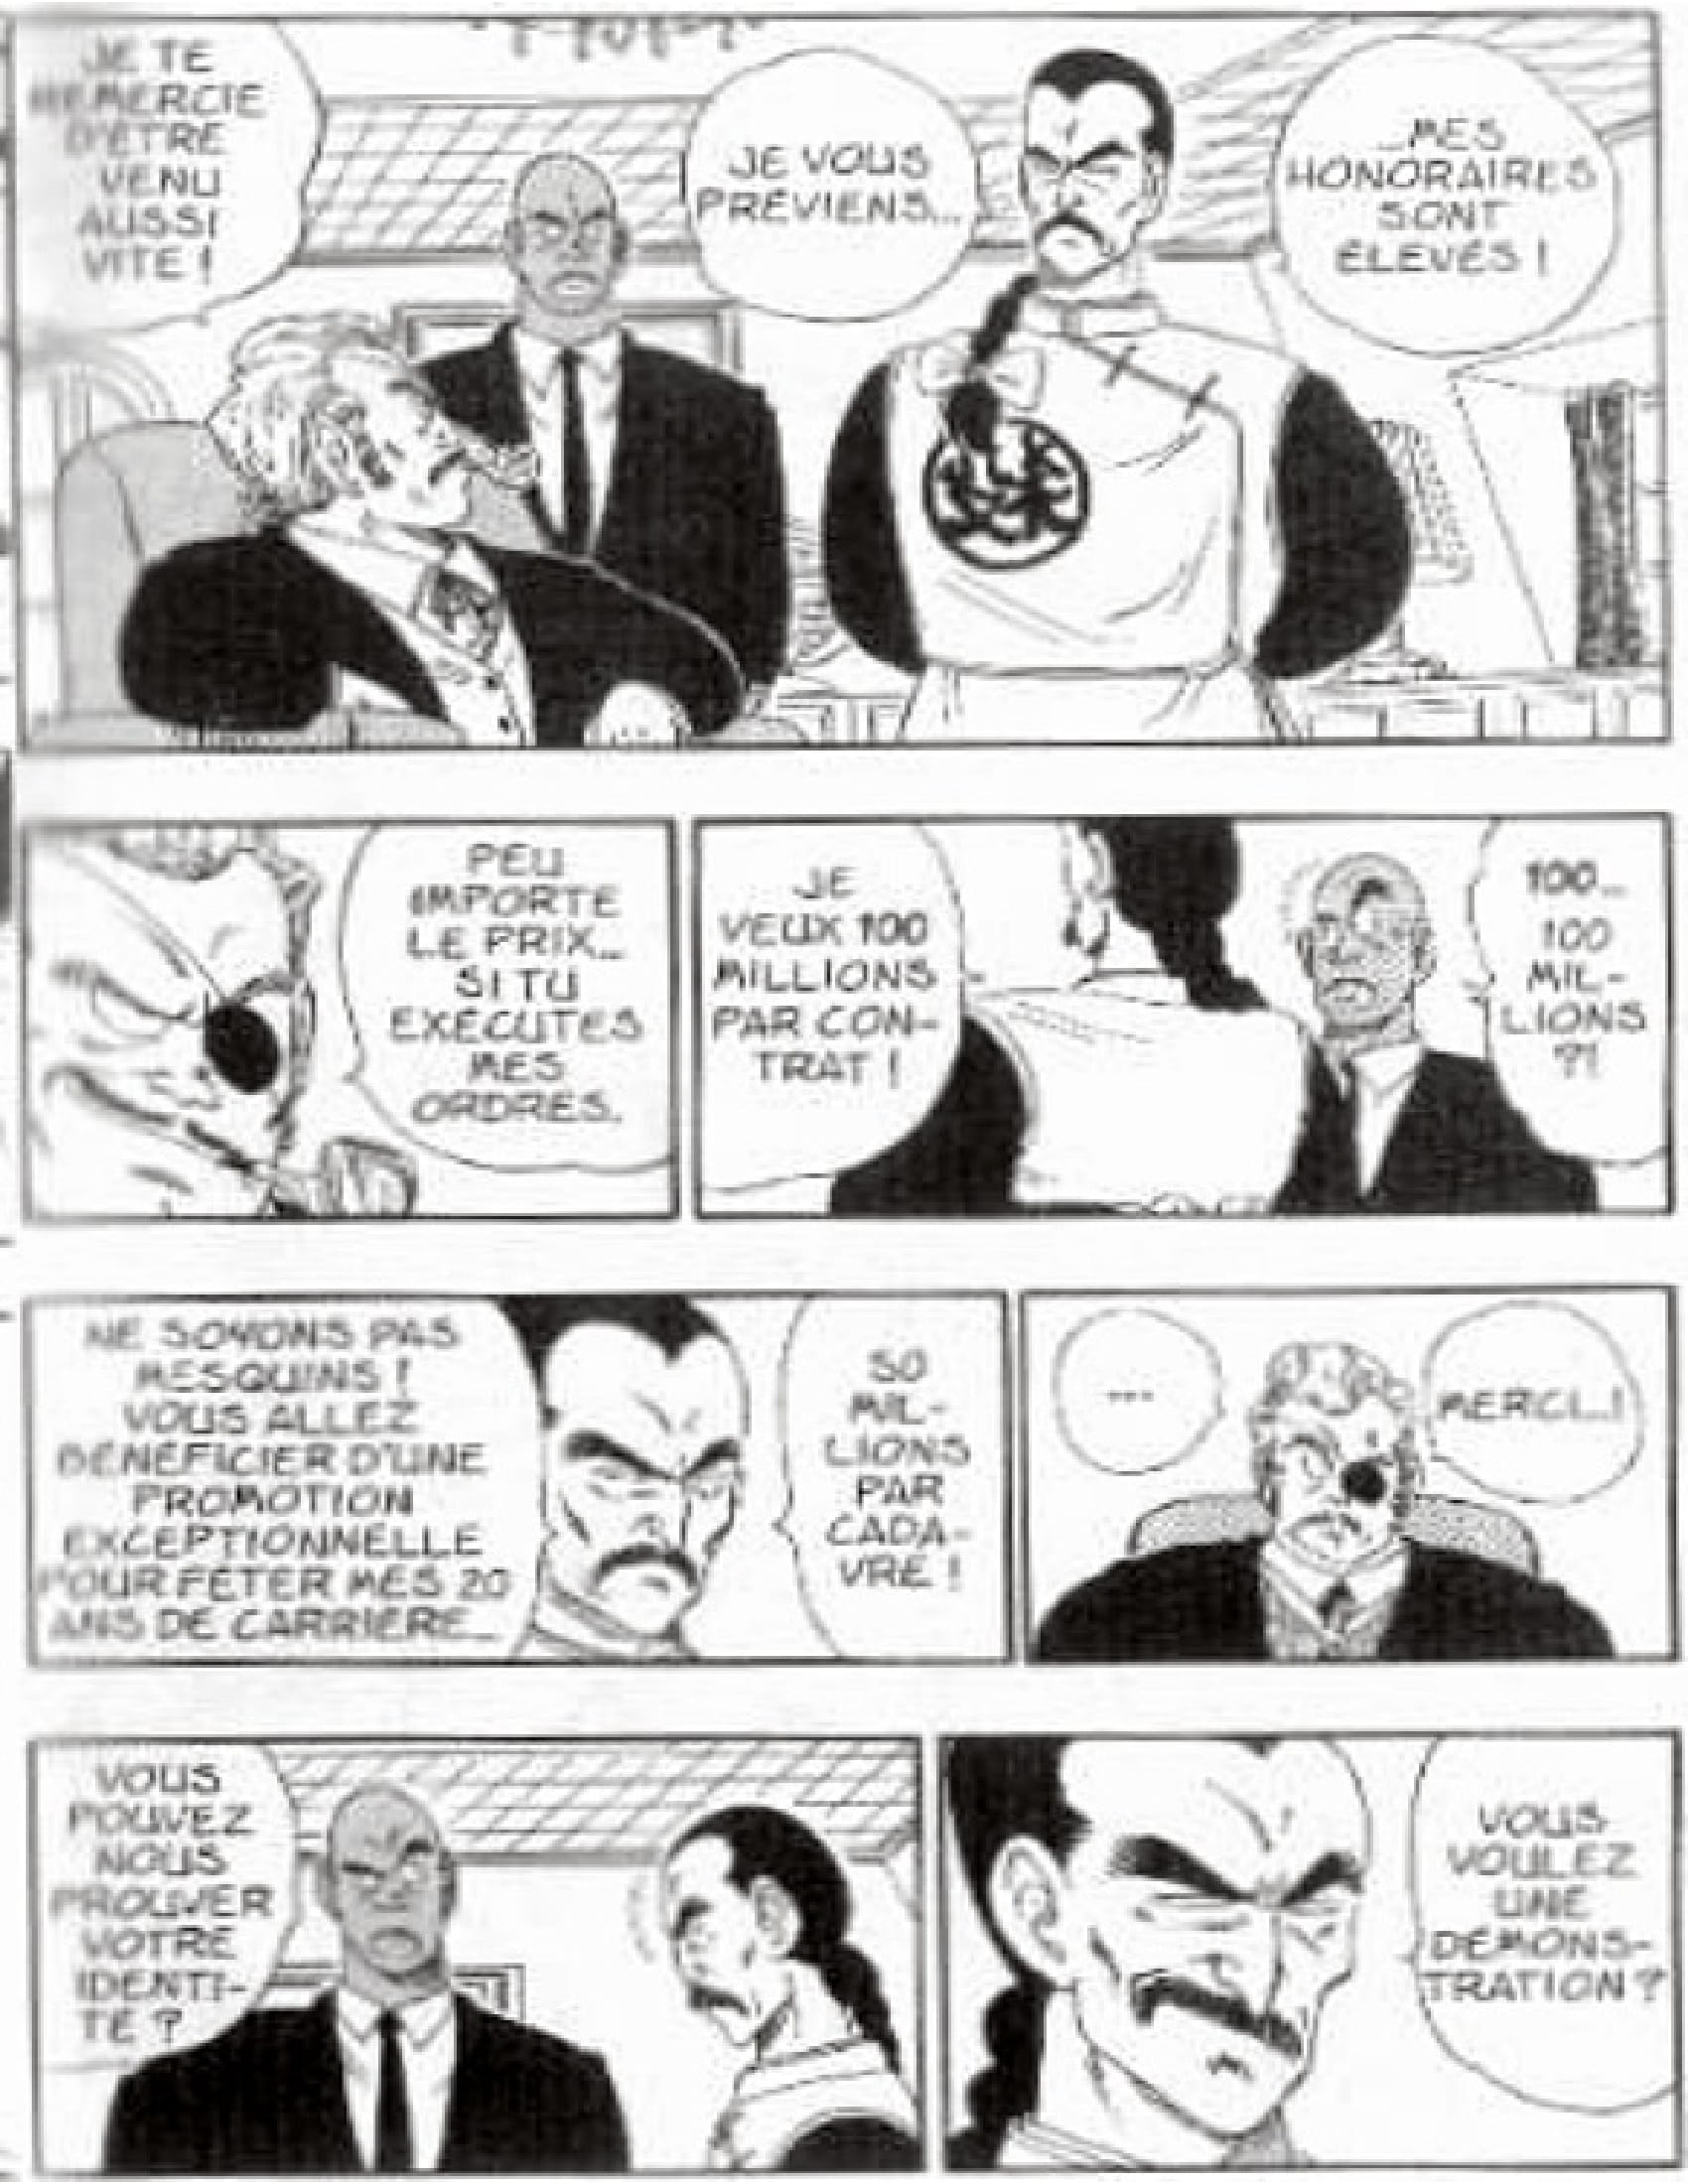 JE TE
REMERCIE
D'ÊTRE
VENU
AUSSI
VITE !
JE VOUS
PRÉVIENS...
...MES
HONORAIRES
SONT
ÉLEVÉS !
PEU
IMPORTE
LE PRIX...
SI TU
EXÉCUTES
MES
ORDRES.
JE
VEUX 100
MILLIONS
PAR CON-
TRAT !
100...
100
MIL-
LIONS
?!
NE SOYONS PAS
MESQUINS !
VOUS ALLEZ
BÉNÉFICIER D'UNE
PROMOTION
EXCEPTIONNELLE
POUR FÊTER MES 20
ANS DE CARRIÈRE...
50
MIL-
LIONS
PAR
CADA-
VRE !
...
MERCI...!
VOUS
POUVEZ
NOUS
PROUVER
VOTRE
IDENTI-
TÉ ?
VOUS
VOULEZ
UNE
DÉMONS-
TRATION ?